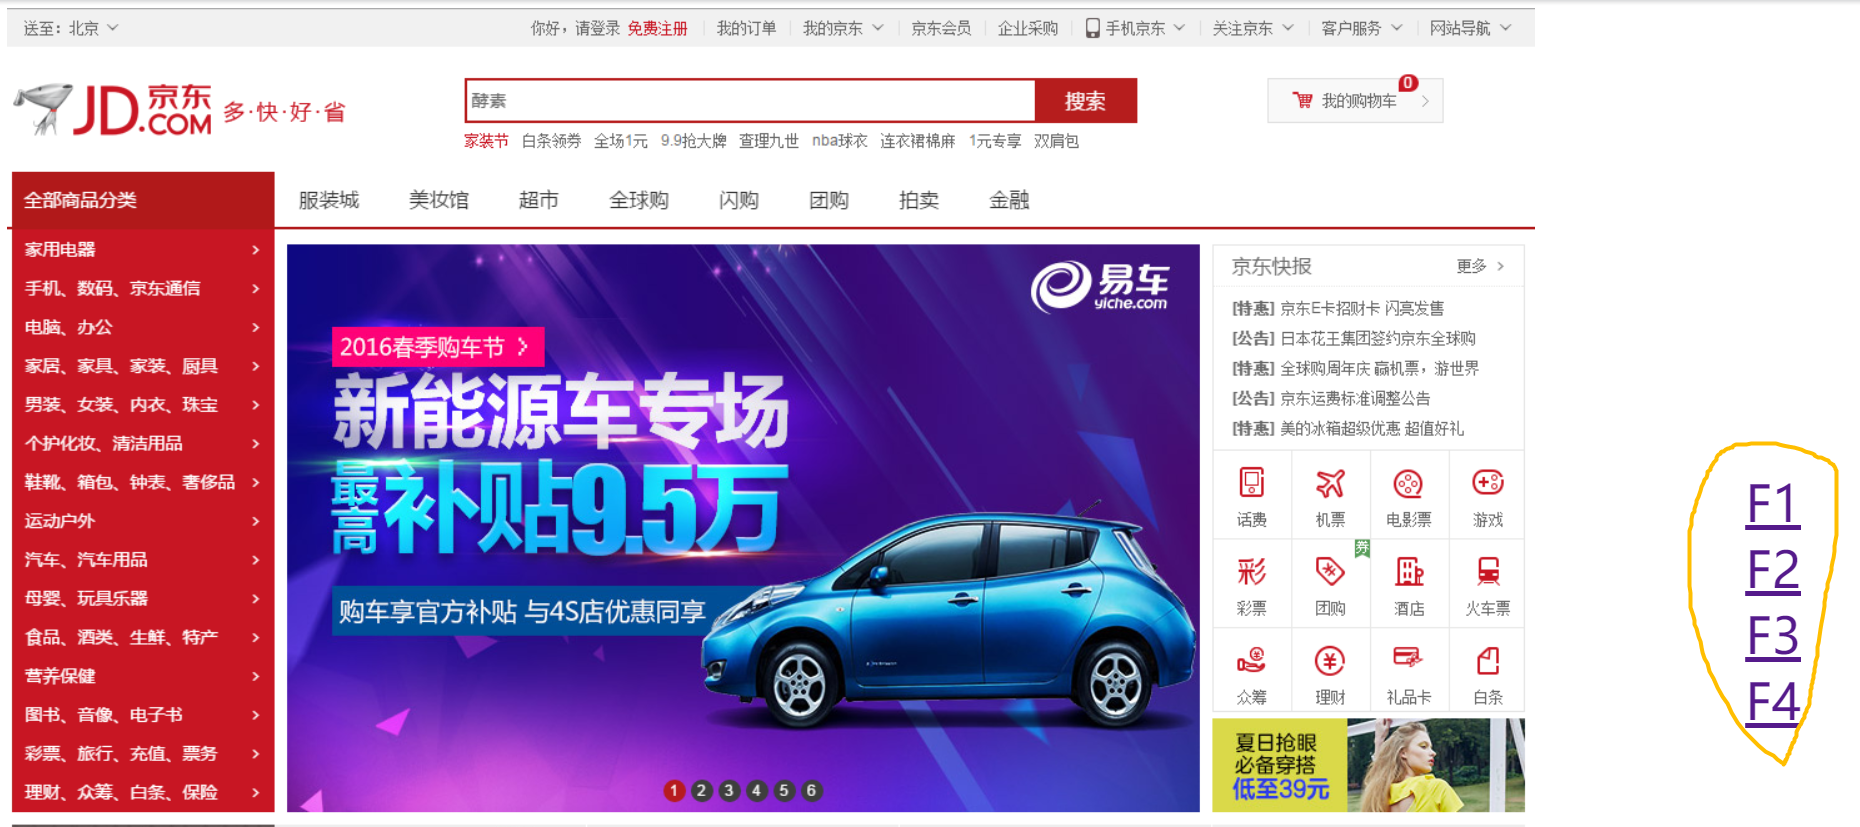 送至：北京
你好，请登录 免费注册 我的订单 我的京东 京东会员 企业采购 手机京东 关注京东 客户服务 网站导航
JD京东
.COM
多·快·好·省
酵素
搜索
我的购物车
0
家装节 白条领券 全场1元 9.9抢大牌 查理九世 nba球衣 连衣裙棉麻 1元专享 双肩包
全部商品分类
服装城 美妆馆 超市 全球购 闪购 团购 拍卖 金融
家用电器
手机、数码、京东通信
电脑、办公
家居、家具、家装、厨具
男装、女装、内衣、珠宝
个护化妆、清洁用品
鞋靴、箱包、钟表、奢侈品
运动户外
汽车、汽车用品
母婴、玩具乐器
食品、酒类、生鲜、特产
营养保健
图书、音像、电子书
彩票、旅行、充值、票务
理财、众筹、白条、保险
易车
yiche.com
2016春季购车节
新能源车专场
最高补贴9.5万
购车享官方补贴 与4S店优惠同享
1 2 3 4 5 6
京东快报
更多
[特惠] 京东E卡招财卡 闪亮发售
[公告] 日本花王集团签约京东全球购
[特惠] 全球购周年庆 赢机票，游世界
[公告] 京东运费标准调整公告
[特惠] 美的冰箱超级优惠 超值好礼
话费 机票 电影票 游戏
券
彩
彩票 团购 酒店 火车票
众筹 理财 礼品卡 白条
夏日抢眼
必备穿搭
低至39元
F1
F2
F3
F4